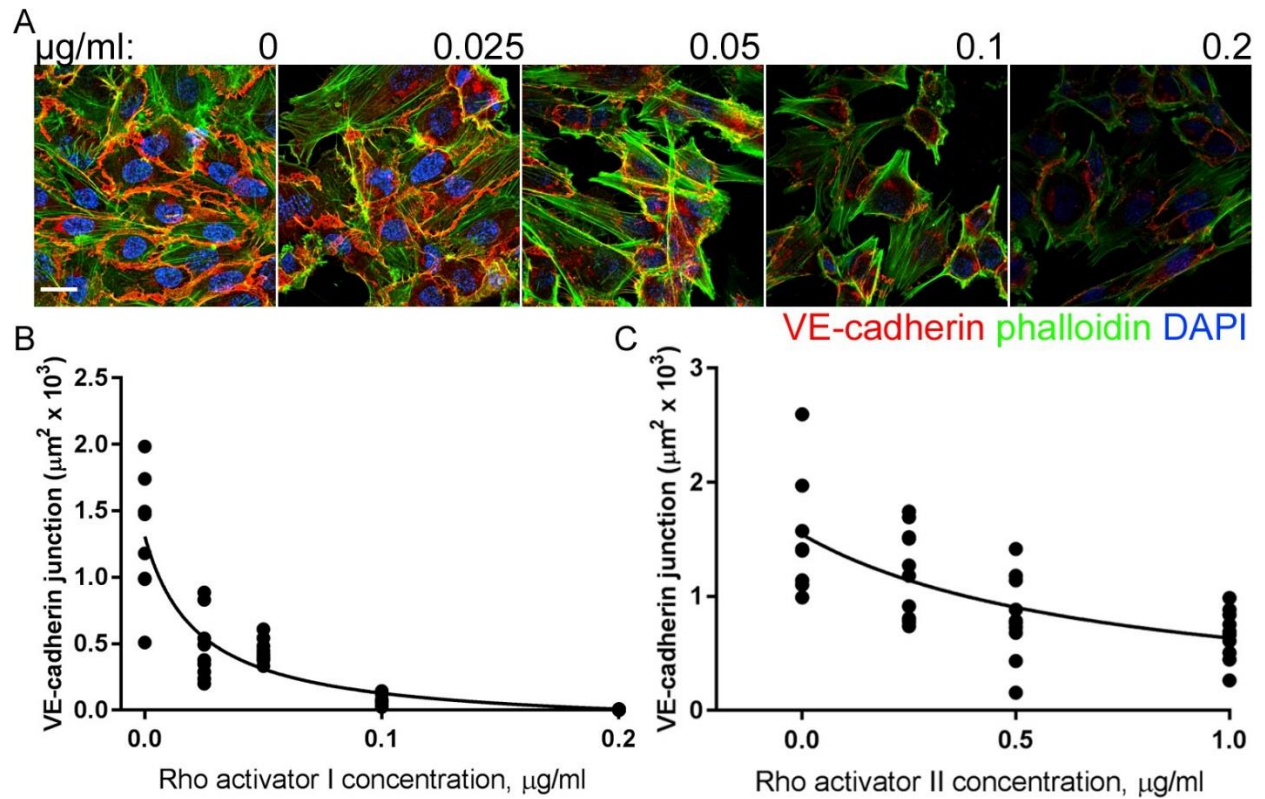 A
μg/ml: 0 0.025 0.05 0.1 0.2
VE-cadherin phalloidin DAPI
B
VE-cadherin junction (μm² x 10³)
2.5
2.0
1.5
1.0
0.5
0.0
0.0 0.1 0.2
Rho activator I concentration, μg/ml
C
VE-cadherin junction (μm² x 10³)
3
2
1
0
0.0 0.5 1.0
Rho activator II concentration, μg/ml